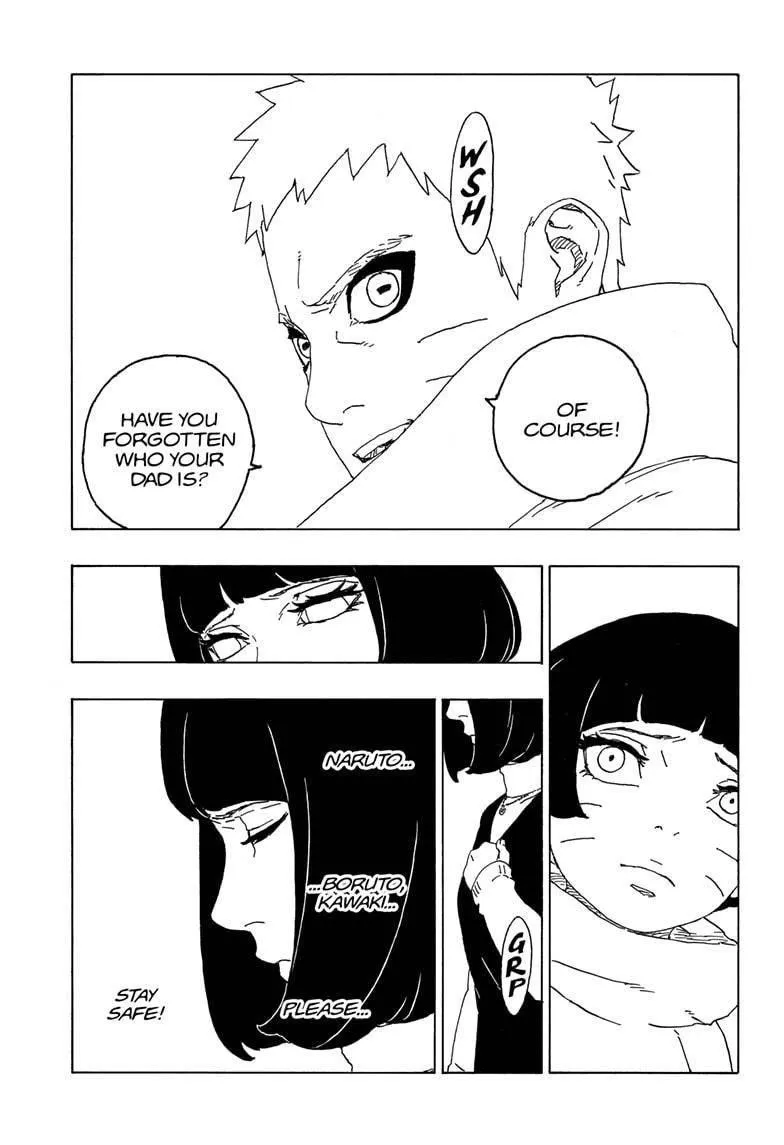 WSH
OF
COURSE!
HAVE YOU
FORGOTTEN
WHO YOUR
DAD IS?
GRP
NARUTO...
...BORUTO,
KAWAKI...
PLEASE...
STAY
SAFE!